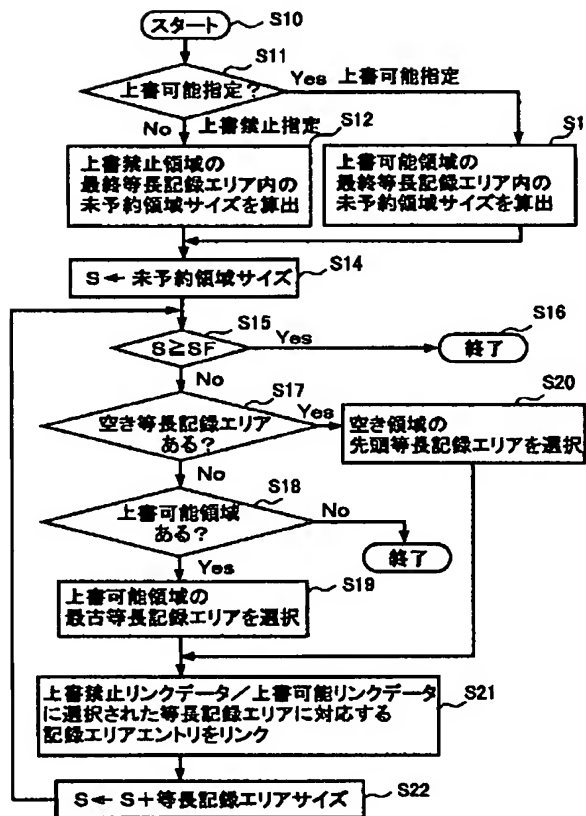 スタート
S10
S11
上書可能指定?
Yes 上書可能指定
No 上書禁止指定
S12
S1
上書禁止領域の
最終等長記録エリア内の
未予約領域サイズを算出
上書可能領域の
最終等長記録エリア内の
未予約領域サイズを算出
S14
S ← 未予約領域サイズ
S15
S≧SF
Yes
S16
終了
No
S17
空き等長記録エリア
ある?
Yes
S20
空き領域の
先頭等長記録エリアを選択
No
S18
上書可能領域
ある?
No
終了
Yes
S19
上書可能領域の
最古等長記録エリアを選択
上書禁止リンクデータ/上書可能リンクデータ
に選択された等長記録エリアに対応する
記録エリアエントリをリンク
S21
S ← S+等長記録エリアサイズ
S22